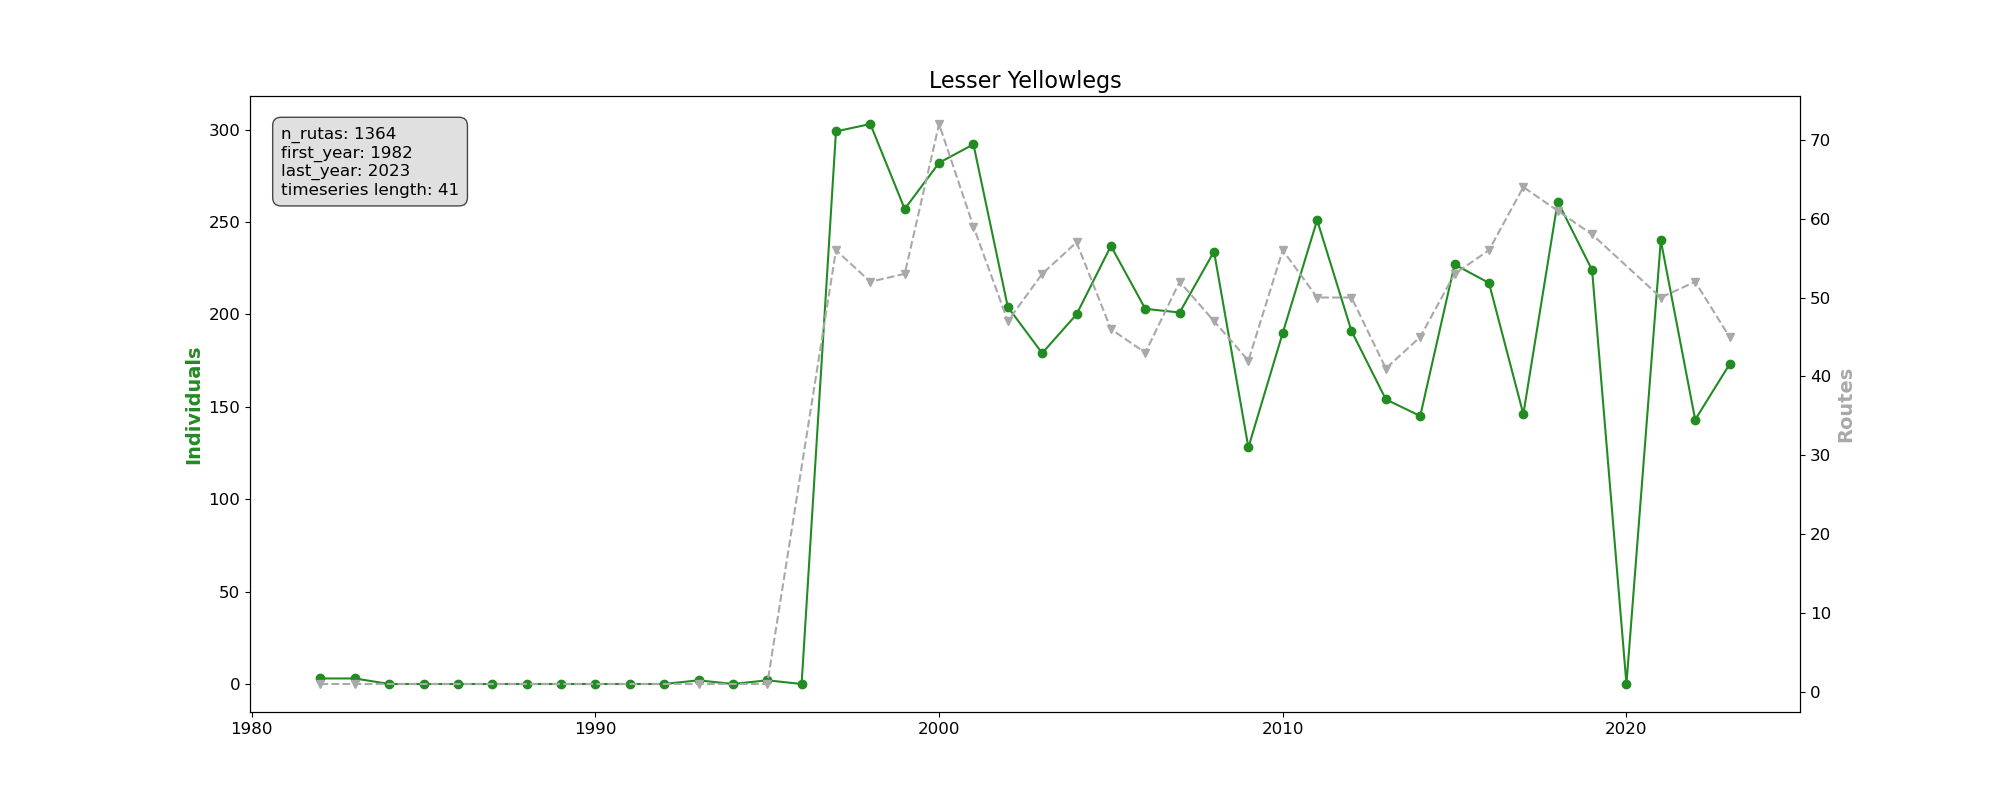 Lesser Yellowlegs
n_rutas: 1364
first_year: 1982
last_year: 2023
timeseries length: 41
Individuals
300
250
200
150
100
50
0
1980
1990
2000
2010
2020
70
60
50
40
30
20
10
0
Routes